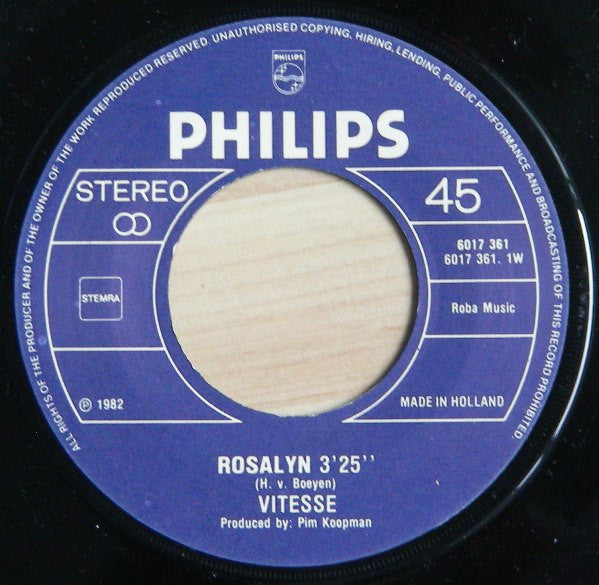 ALL RIGHTS OF THE PRODUCER AND OF THE OWNER OF THE WORK REPRODUCED RESERVED. UNAUTHORISED COPYING, HIRING, LENDING, PUBLIC PERFORMANCE AND BROADCASTING OF THIS RECORD PROHIBITED.
PHILIPS
PHILIPS
STEREO
45
6017 361
6017 361. 1W
STEMRA
Roba Music
℗ 1982
MADE IN HOLLAND
ROSALYN 3'25''
(H. v. Boeyen)
VITESSE
Produced by: Pim Koopman